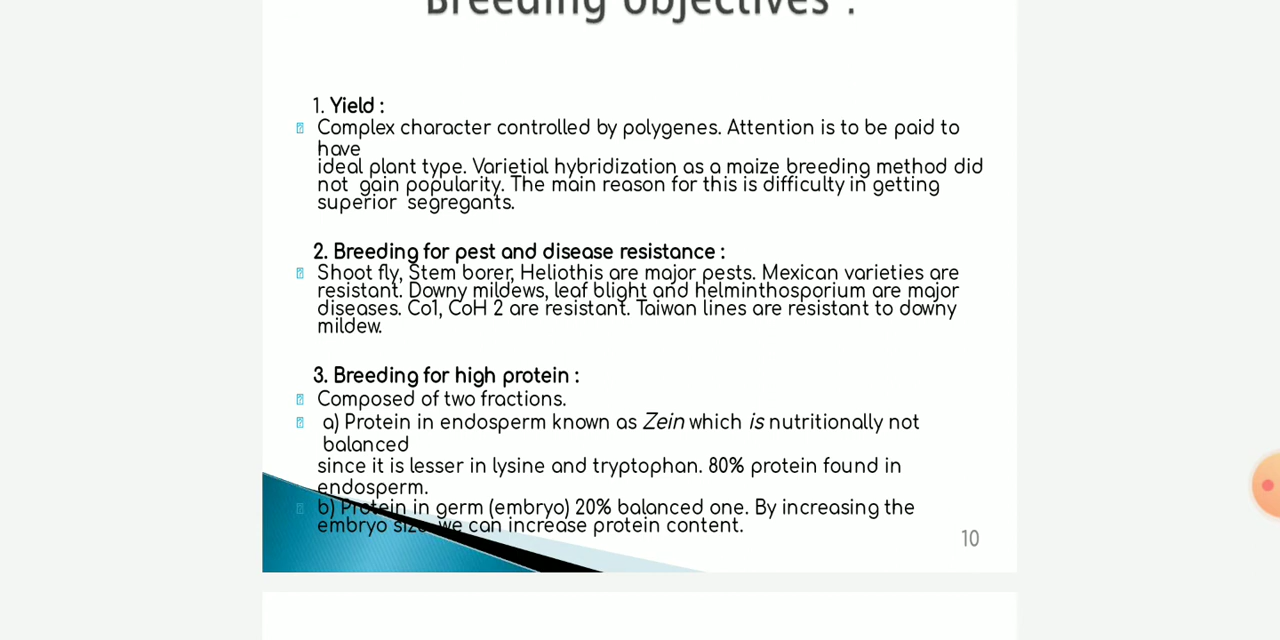 Breeding objectives :
1. Yield :
Complex character controlled by polygenes. Attention is to be paid to
have
ideal plant type. Varietial hybridization as a maize breeding method did
not gain popularity. The main reason for this is difficulty in getting
superior segregants.
2. Breeding for pest and disease resistance :
Shoot fly, Stem borer, Heliothis are major pests. Mexican varieties are
resistant. Downy mildews, leaf blight and helminthosporium are major
diseases. Co1, CoH 2 are resistant. Taiwan lines are resistant to downy
mildew.
3. Breeding for high protein :
Composed of two fractions.
a) Protein in endosperm known as Zein which is nutritionally not
balanced
since it is lesser in lysine and tryptophan. 80% protein found in
endosperm.
b) Protein in germ (embryo) 20% balanced one. By increasing the
embryo size we can increase protein content.
10